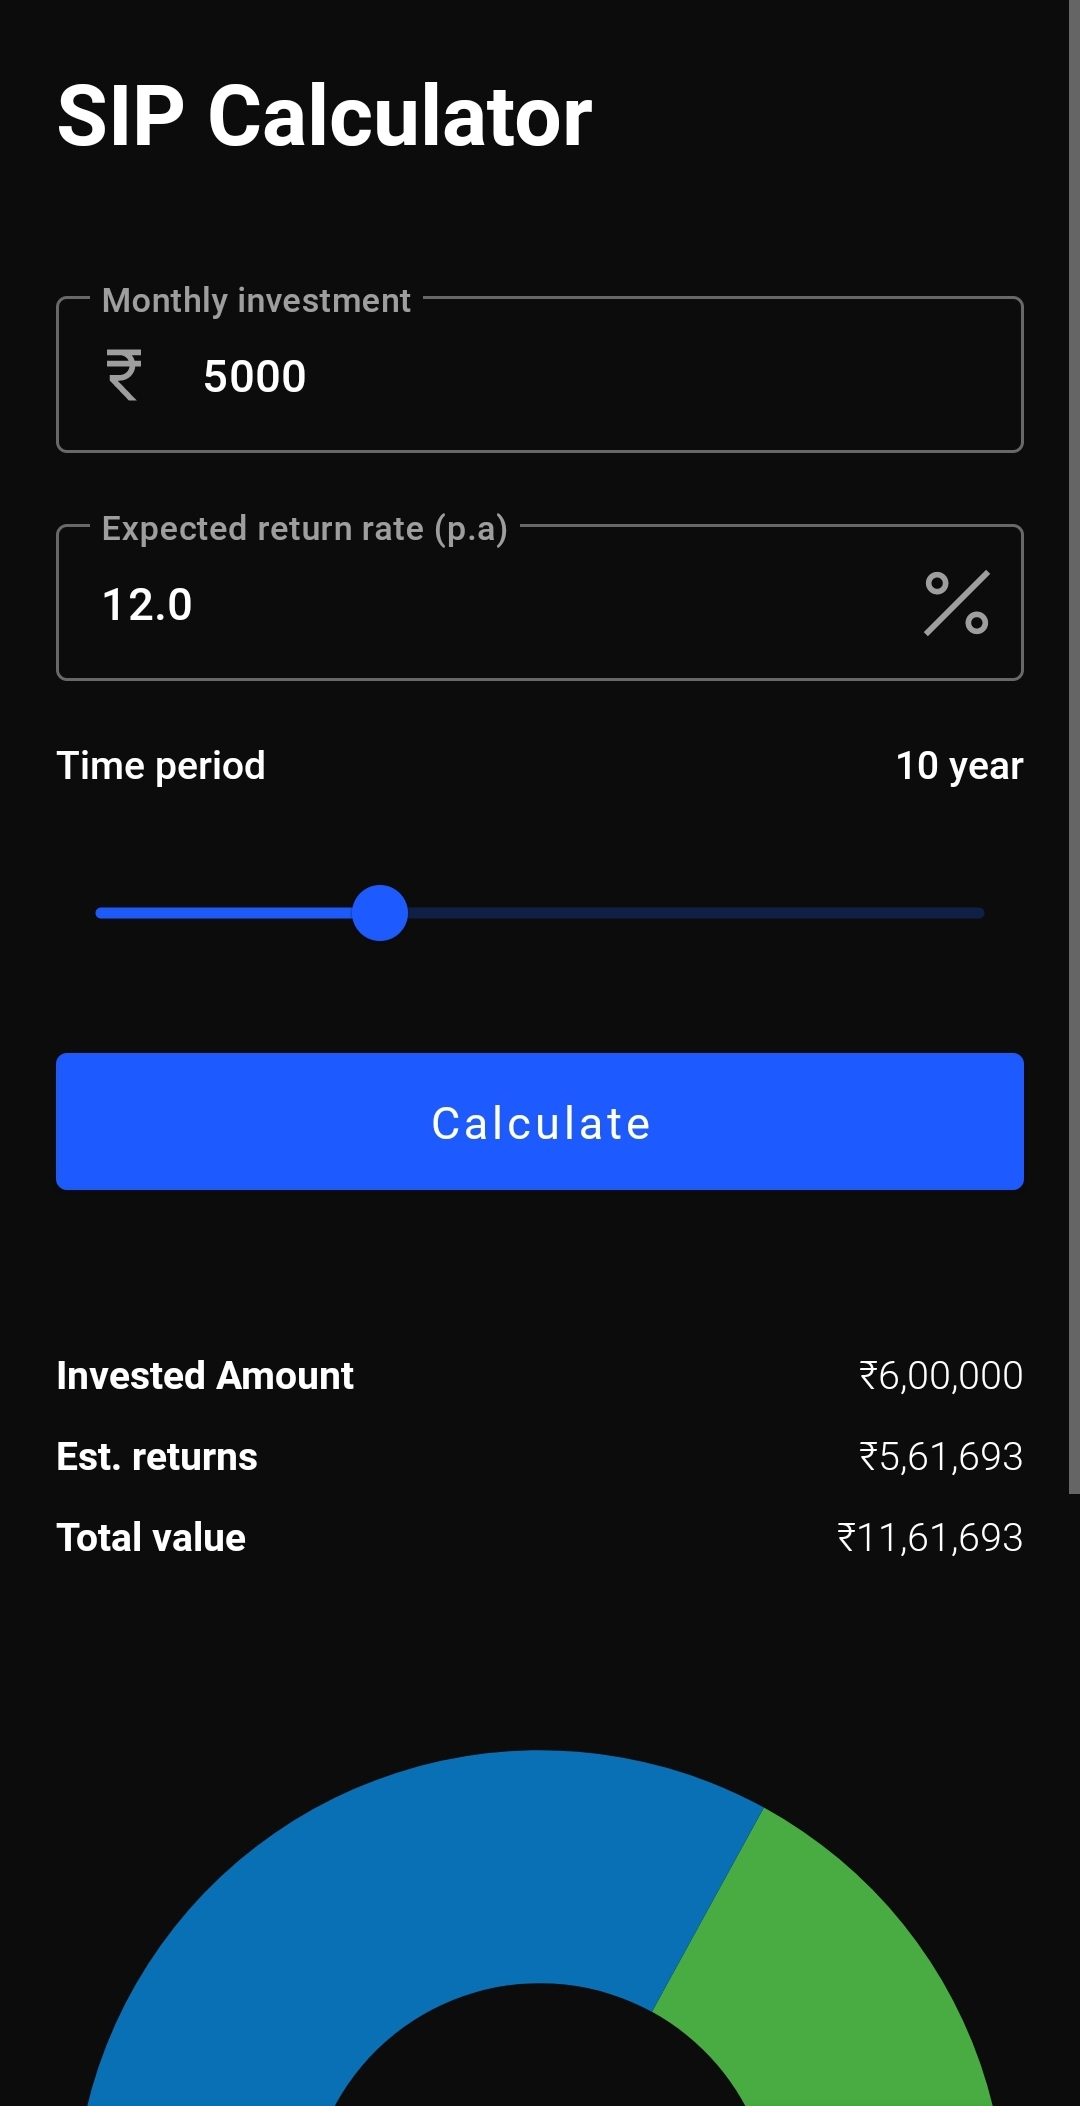 SIP Calculator
Monthly investment
₹ 5000
Expected return rate (p.a)
12.0 %
Time period 10 year
Calculate
Invested Amount ₹6,00,000
Est. returns ₹5,61,693
Total value ₹11,61,693